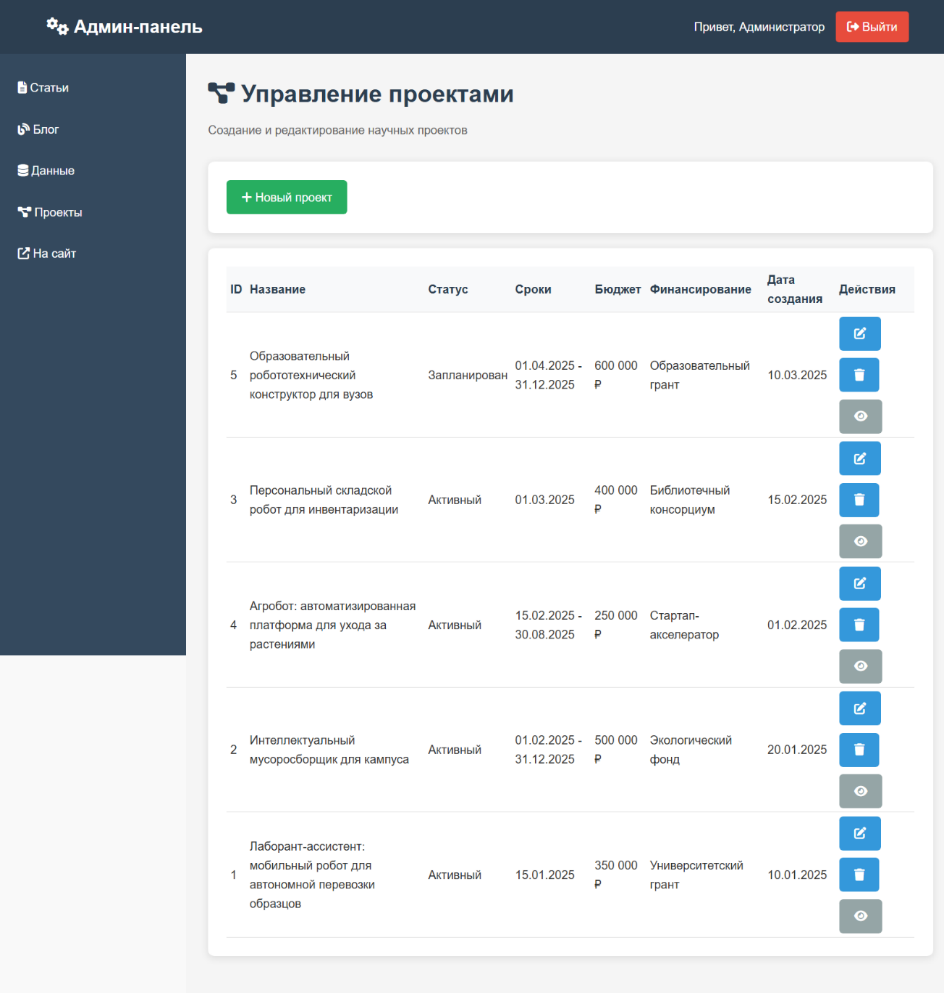 Админ-панель
Привет, Администратор
Выйти
Статьи
Блог
Данные
Проекты
На сайт
Управление проектами
Создание и редактирование научных проектов
+ Новый проект
ID Название Статус Сроки Бюджет Финансирование Дата создания Действия
5 Образовательный робототехнический конструктор для вузов Запланирован 01.04.2025 - 31.12.2025 600 000 ₽ Образовательный грант 10.03.2025
3 Персональный складской робот для инвентаризации Активный 01.03.2025 400 000 ₽ Библиотечный консорциум 15.02.2025
4 Агробот: автоматизированная платформа для ухода за растениями Активный 15.02.2025 - 30.08.2025 250 000 ₽ Стартап-акселератор 01.02.2025
2 Интеллектуальный мусоросборщик для кампуса Активный 01.02.2025 - 31.12.2025 500 000 ₽ Экологический фонд 20.01.2025
1 Лаборант-ассистент: мобильный робот для автономной перевозки образцов Активный 15.01.2025 350 000 ₽ Университетский грант 10.01.2025